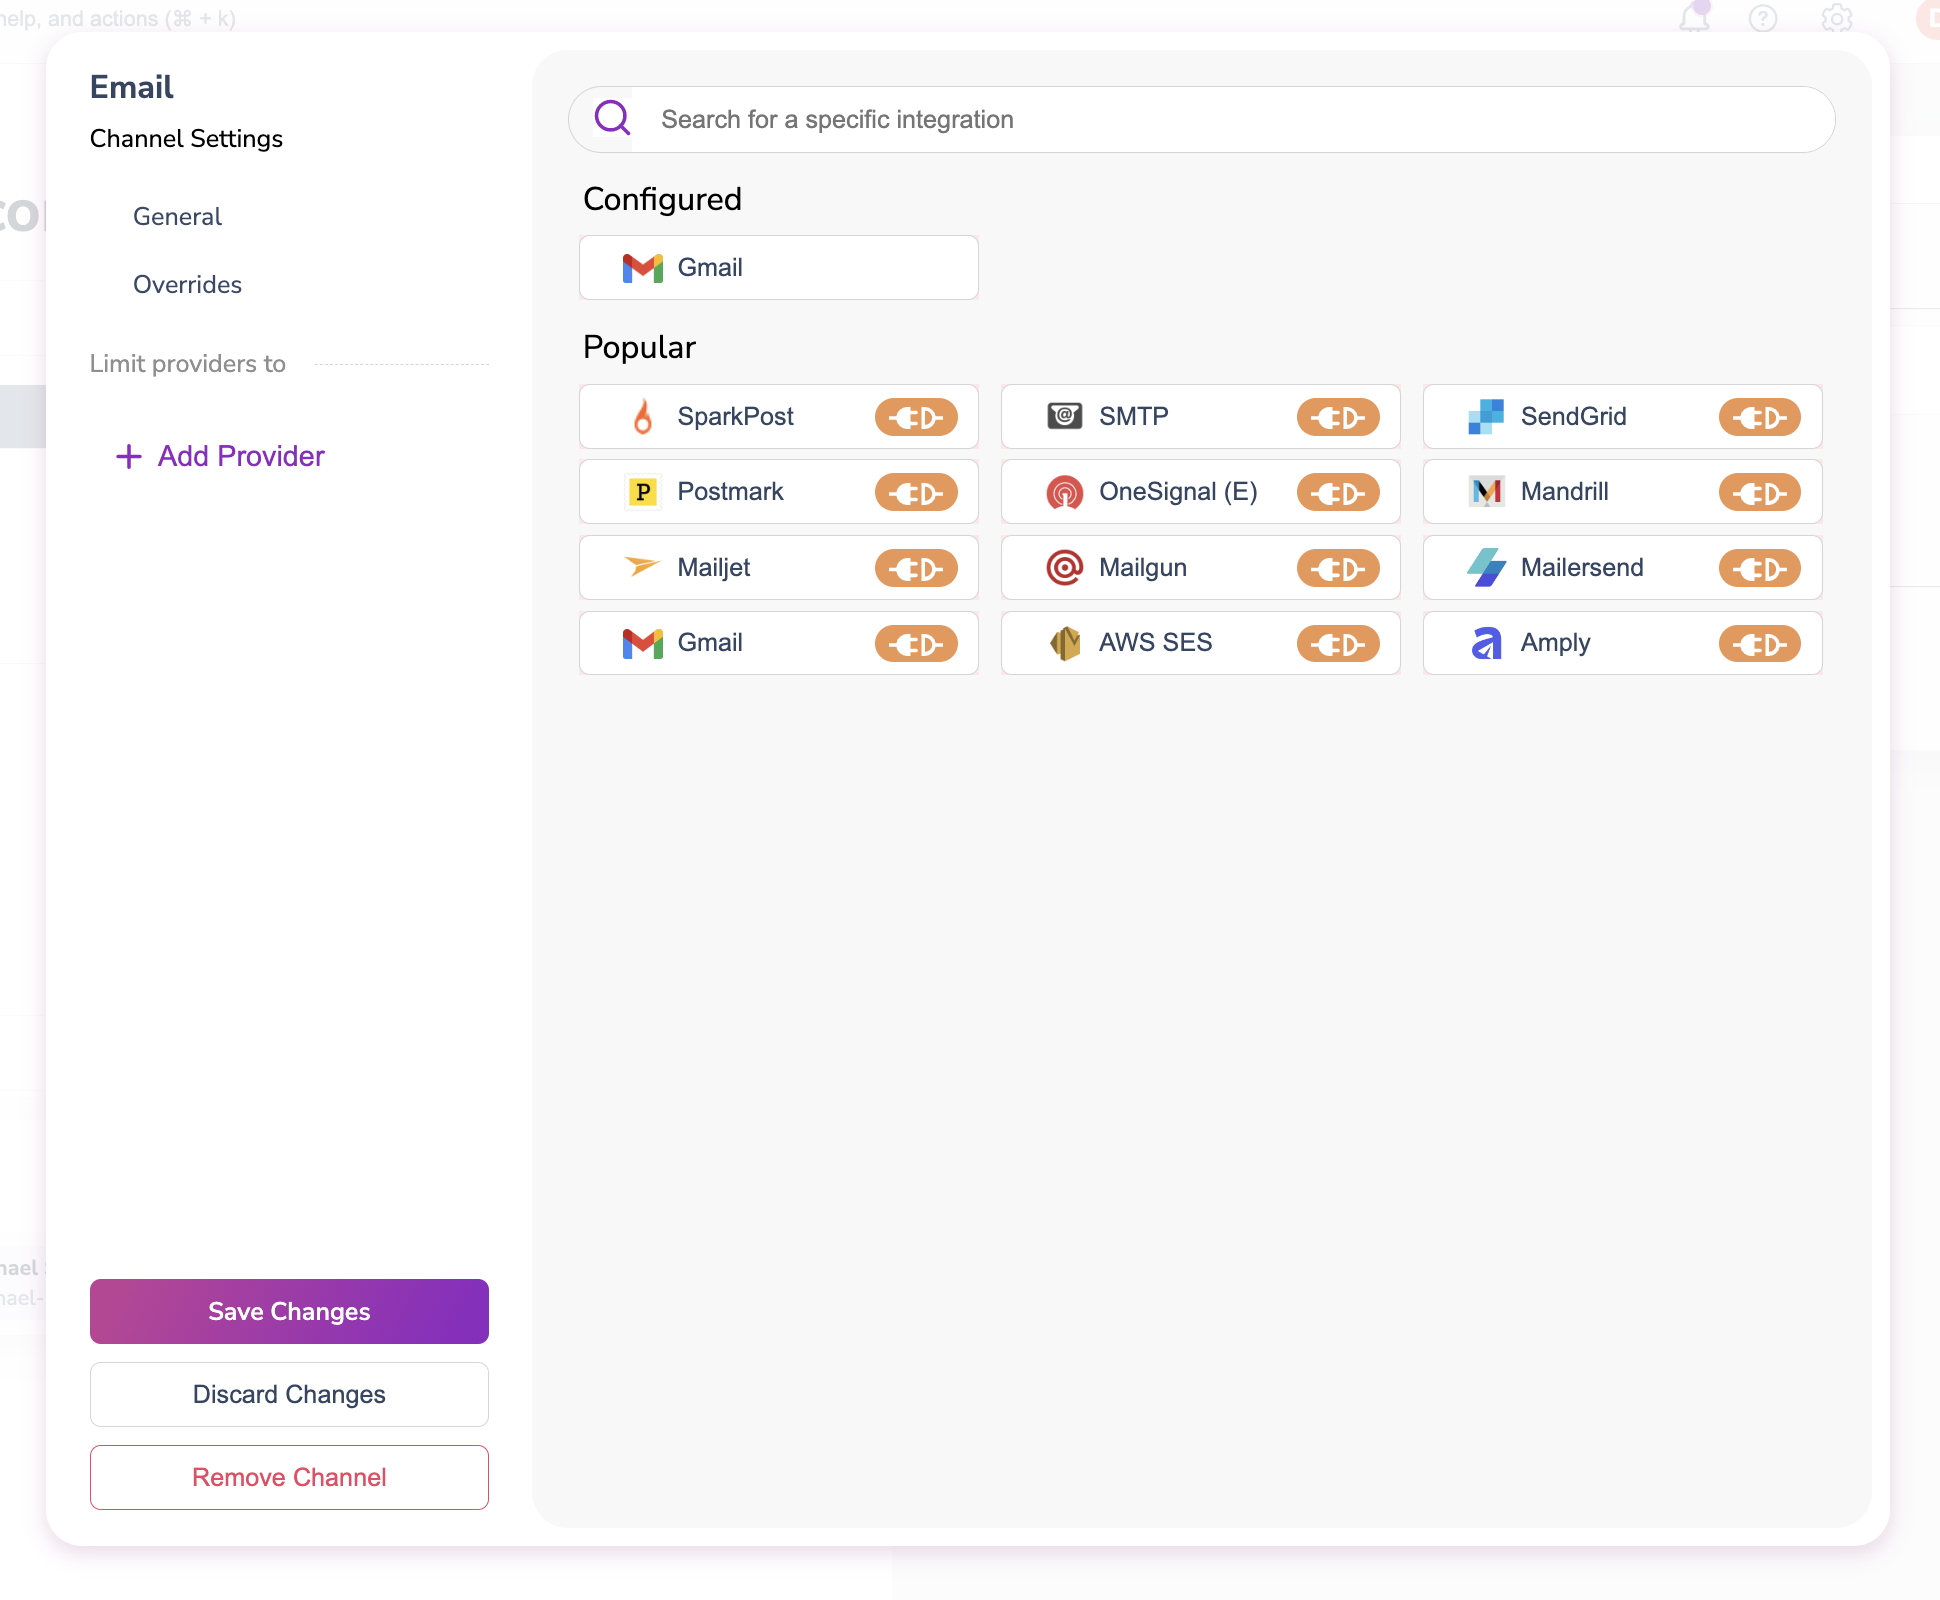 help, and actions (⌘ + k)
Email
Channel Settings
General
Overrides
Limit providers to
+ Add Provider
Save Changes
Discard Changes
Remove Channel
Search for a specific integration
Configured
Gmail
Popular
SparkPost
SMTP
SendGrid
Postmark
OneSignal (E)
Mandrill
Mailjet
Mailgun
Mailersend
Gmail
AWS SES
Amply